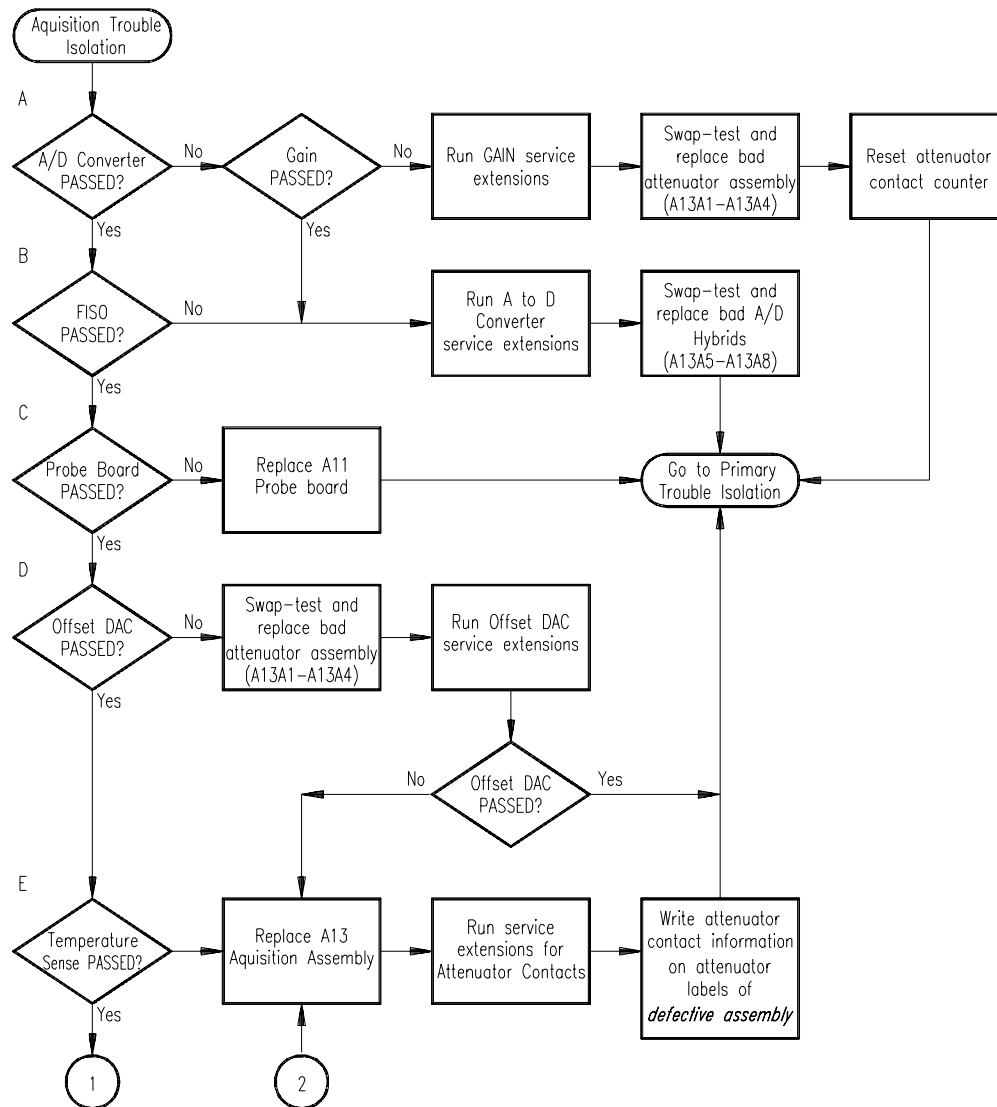 Aquisition Trouble
Isolation
A
A/D Converter
PASSED?
No
Yes
Gain
PASSED?
No
Yes
Run GAIN service
extensions
Swap-test and
replace bad
attenuator assembly
(A13A1-A13A4)
Reset attenuator
contact counter
B
FISO
PASSED?
No
Yes
Run A to D
Converter
service extensions
Swap-test and
replace bad A/D
Hybrids
(A13A5-A13A8)
C
Probe Board
PASSED?
No
Yes
Replace A11
Probe board
Go to Primary
Trouble Isolation
D
Offset DAC
PASSED?
No
Yes
Swap-test and
replace bad
attenuator assembly
(A13A1-A13A4)
Run Offset DAC
service extensions
No
Offset DAC
PASSED?
Yes
E
Temperature
Sense PASSED?
Yes
Replace A13
Aquisition Assembly
Run service
extensions for
Attenuator Contacts
Write attenuator
contact information
on attenuator
labels of
defective assembly
1
2